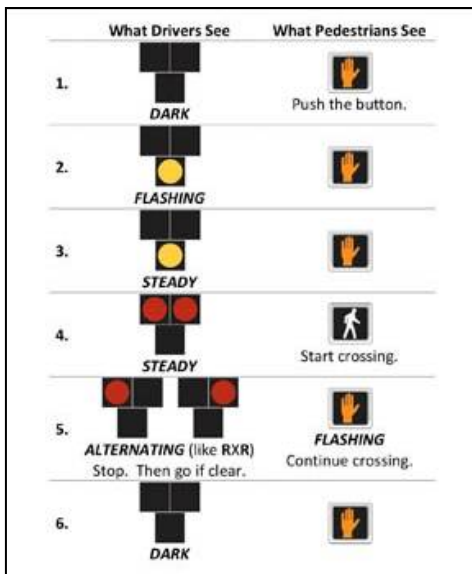 What Drivers See What Pedestrians See
1.
Push the button.
DARK
2.
FLASHING
3.
STEADY
4.
Start crossing.
STEADY
5.
FLASHING
ALTERNATING (like RXR) Continue crossing.
Stop. Then go if clear.
6.
DARK